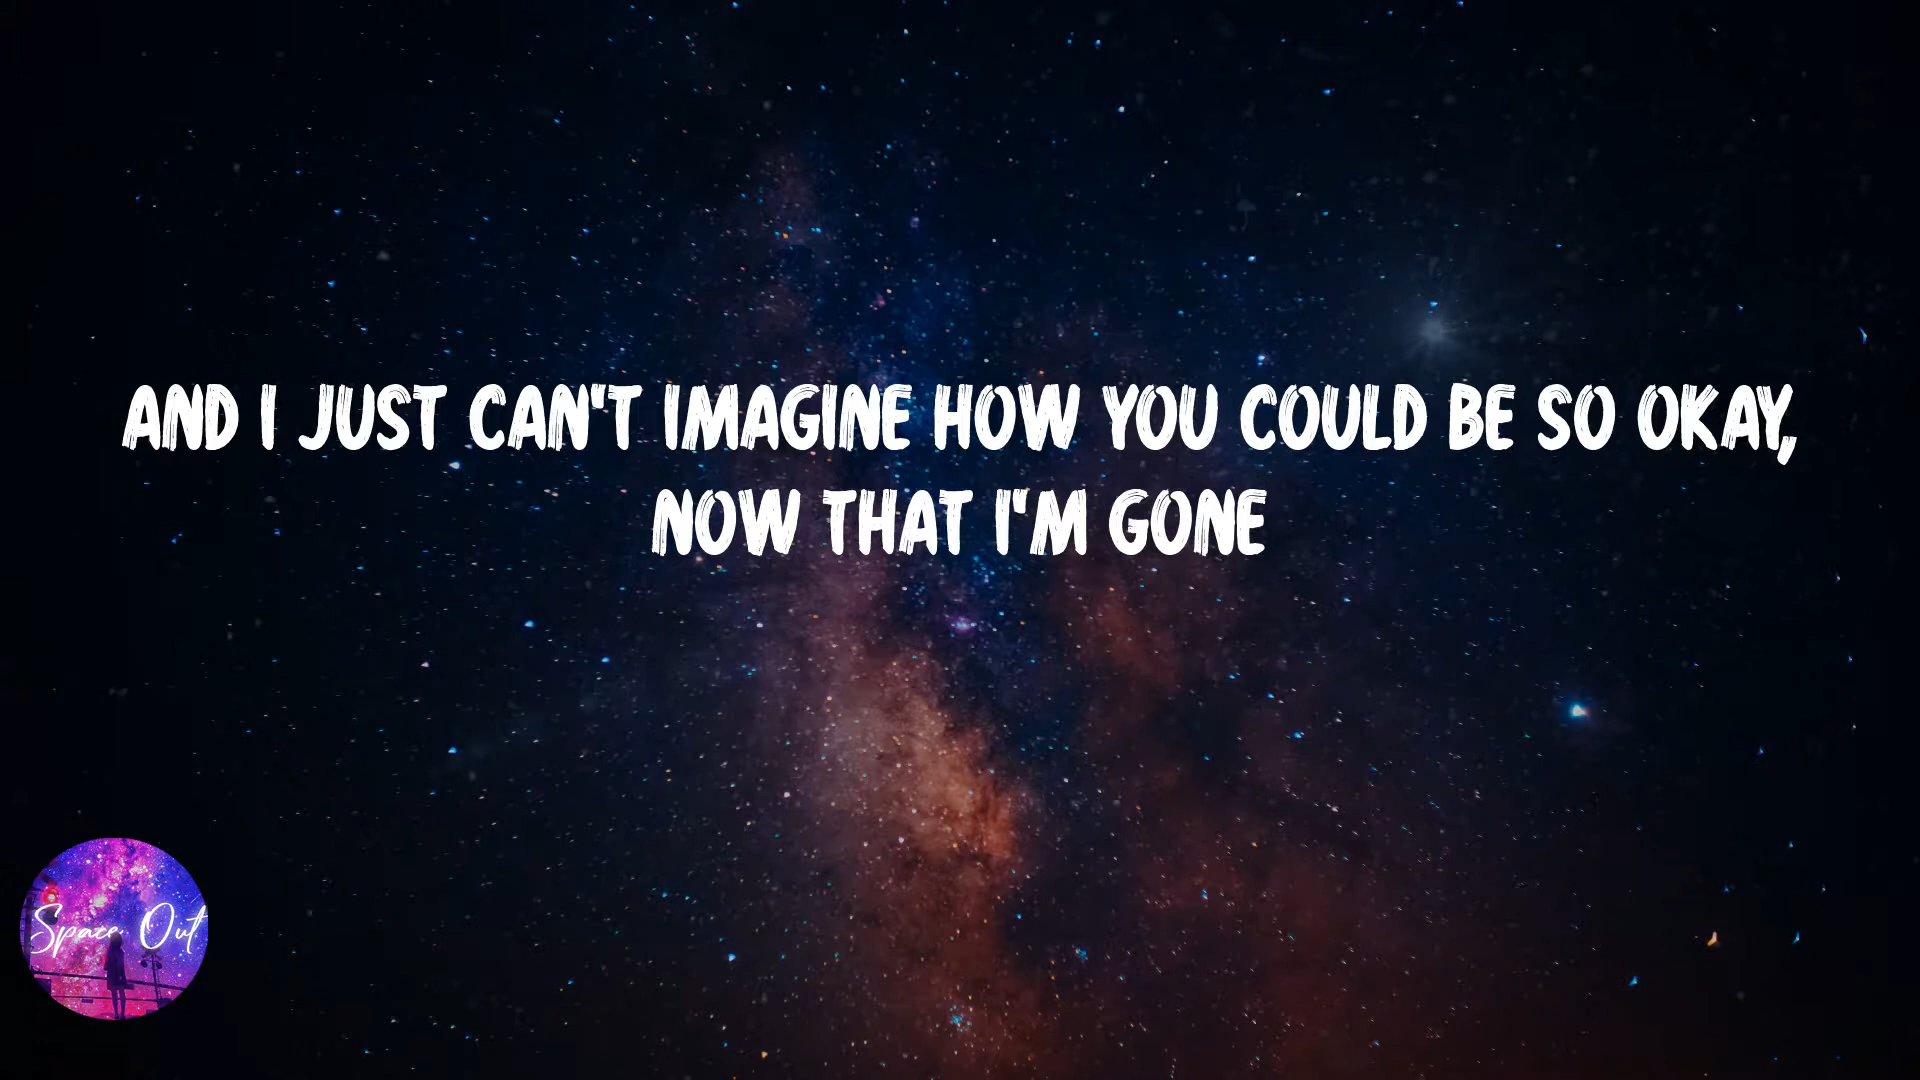 AND I JUST CAN'T IMAGINE HOW YOU COULD BE SO OKAY,
NOW THAT I'M GONE
Space Out